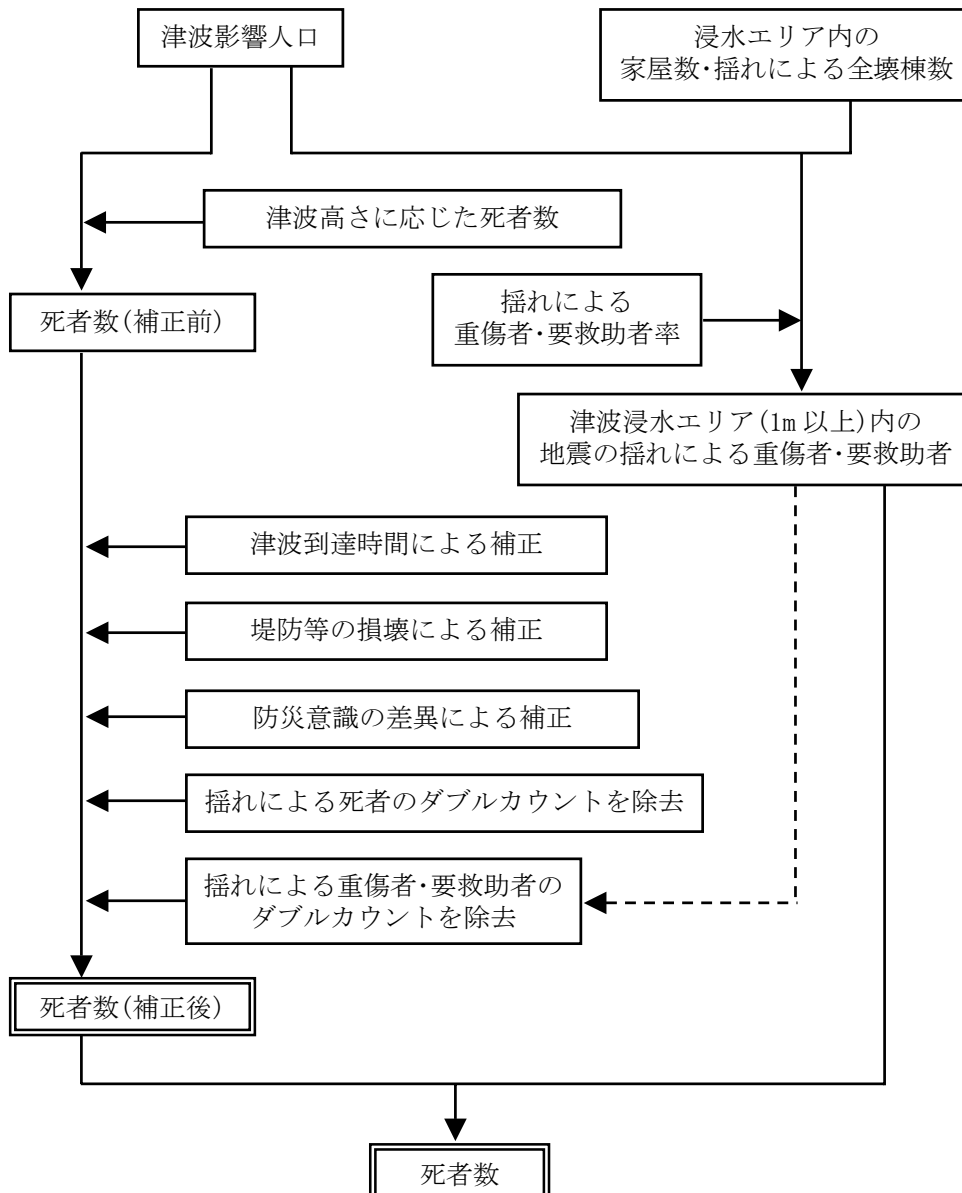 津波影響人口
浸水エリア内の
家屋数･揺れによる全壊棟数
津波高さに応じた死者数
揺れによる
重傷者･要救助者率
死者数(補正前)
津波浸水エリア(1m 以上)内の
地震の揺れによる重傷者･要救助者
津波到達時間による補正
堤防等の損壊による補正
防災意識の差異による補正
揺れによる死者のダブルカウントを除去
揺れによる重傷者･要救助者の
ダブルカウントを除去
死者数(補正後)
死者数